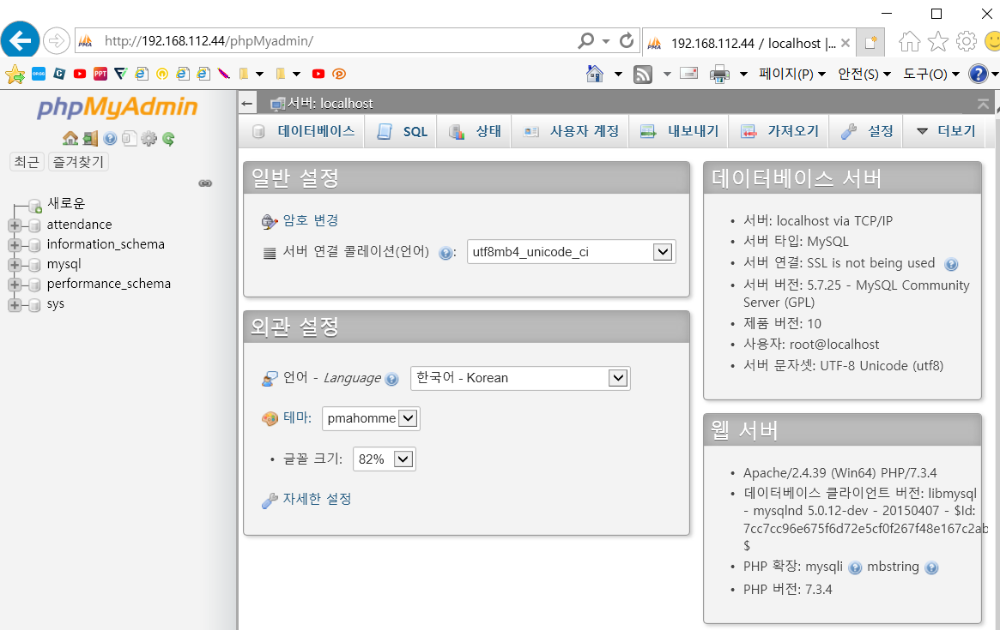 http://192.168.112.44/phpMyadmin/
192.168.112.44 / localhost |...
페이지(P) 안전(S) 도구(O)
phpMyAdmin
최근 즐겨찾기
새로운
attendance
information_schema
mysql
performance_schema
sys
서버: localhost
데이터베이스 SQL 상태 사용자 계정 내보내기 가져오기 설정 더보기
일반 설정
암호 변경
서버 연결 콜레이션(언어) : utf8mb4_unicode_ci
외관 설정
언어 - Language 한국어 - Korean
테마: pmahomme
• 글꼴 크기: 82%
자세한 설정
데이터베이스 서버
• 서버: localhost via TCP/IP
• 서버 타입: MySQL
• 서버 연결: SSL is not being used
• 서버 버전: 5.7.25 - MySQL Community
Server (GPL)
• 제품 버전: 10
• 사용자: root@localhost
• 서버 문자셋: UTF-8 Unicode (utf8)
웹 서버
• Apache/2.4.39 (Win64) PHP/7.3.4
• 데이터베이스 클라이언트 버전: libmysql
- mysqlnd 5.0.12-dev - 20150407 - $Id:
7cc7cc96e675f6d72e5cf0f267f48e167c2ab
$
• PHP 확장: mysqli mbstring
• PHP 버전: 7.3.4